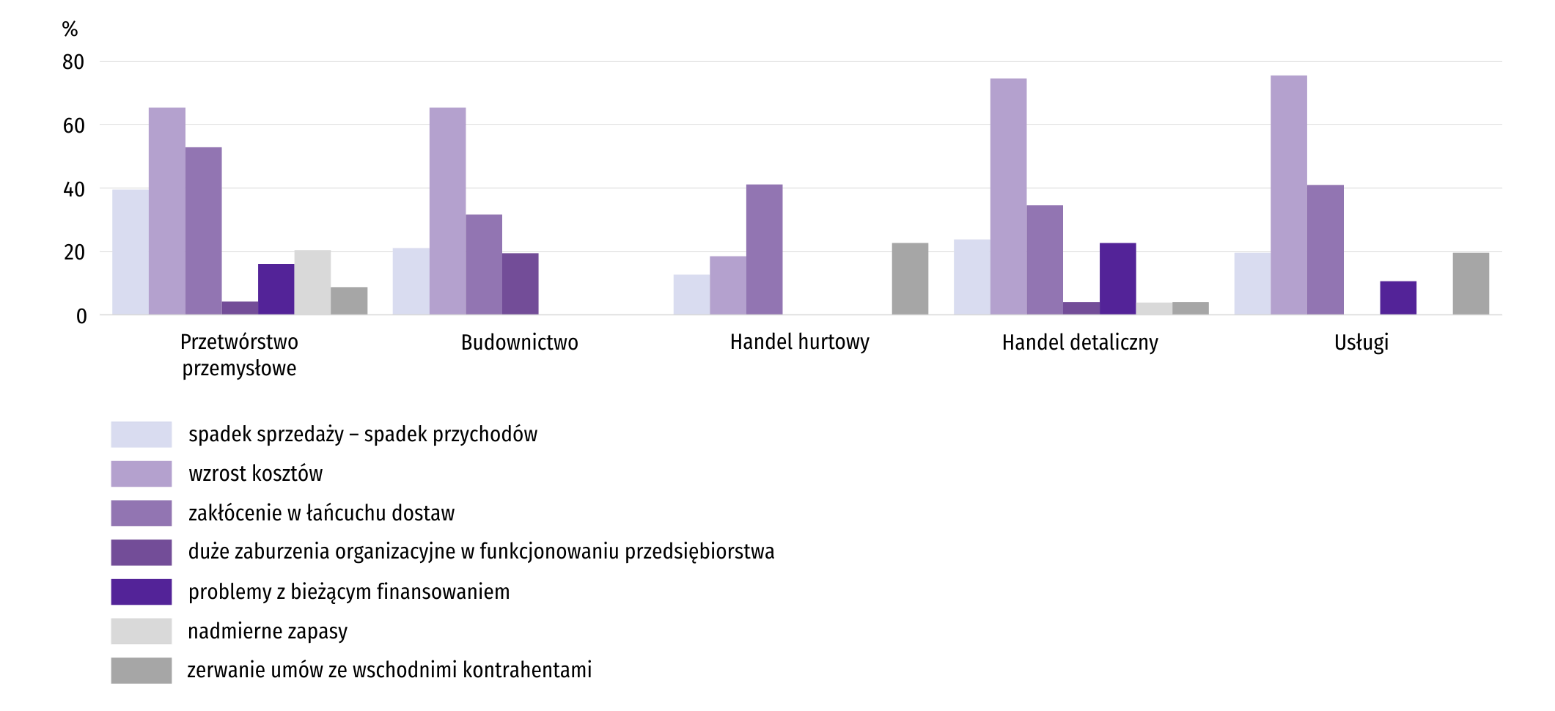 %
80
60
40
20
0
Przetwórstwo
przemysłowe
Budownictwo
Handel hurtowy
Handel detaliczny
Usługi
spadek sprzedaży – spadek przychodów
wzrost kosztów
zakłócenie w łańcuchu dostaw
duże zaburzenia organizacyjne w funkcjonowaniu przedsiębiorstwa
problemy z bieżącym finansowaniem
nadmierne zapasy
zerwanie umów ze wschodnimi kontrahentami